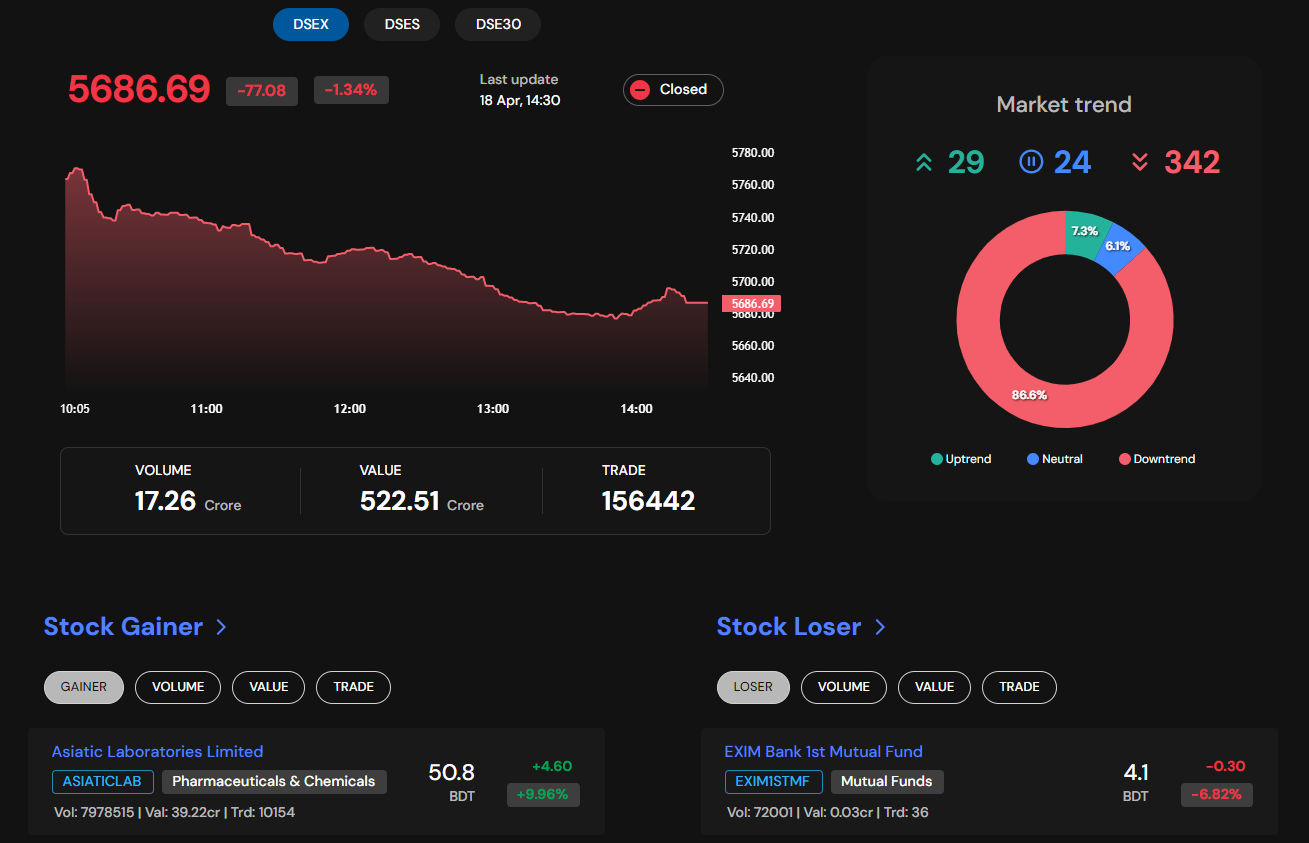 DSEX DSES DSE30
5686.69 -77.08 -1.34%
Last update
18 Apr, 14:30
Closed
5780.00
5760.00
5740.00
5720.00
5700.00
5686.69
5680.00
5660.00
5640.00
10:05 11:00 12:00 13:00 14:00
VOLUME
17.26 Crore
VALUE
522.51 Crore
TRADE
156442
Market trend
29 24 342
7.3%
6.1%
86.6%
Uptrend Neutral Downtrend
Stock Gainer
GAINER VOLUME VALUE TRADE
Asiatic Laboratories Limited
ASIATICLAB Pharmaceuticals & Chemicals
Vol: 7978515 | Val: 39.22cr | Trd: 10154
50.8
BDT
+4.60
+9.96%
Stock Loser
LOSER VOLUME VALUE TRADE
EXIM Bank 1st Mutual Fund
EXIM1STMF Mutual Funds
Vol: 72001 | Val: 0.03cr | Trd: 36
4.1
BDT
-0.30
-6.82%